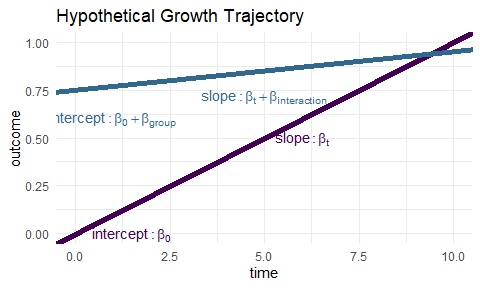 Hypothetical Growth Trajectory
outcome
1.00
0.75
0.50
0.25
0.00
slope : βt + βinteraction
ntercept : β0 + βgroup
slope : βt
intercept : β0
0.0 2.5 5.0 7.5 10.0
time